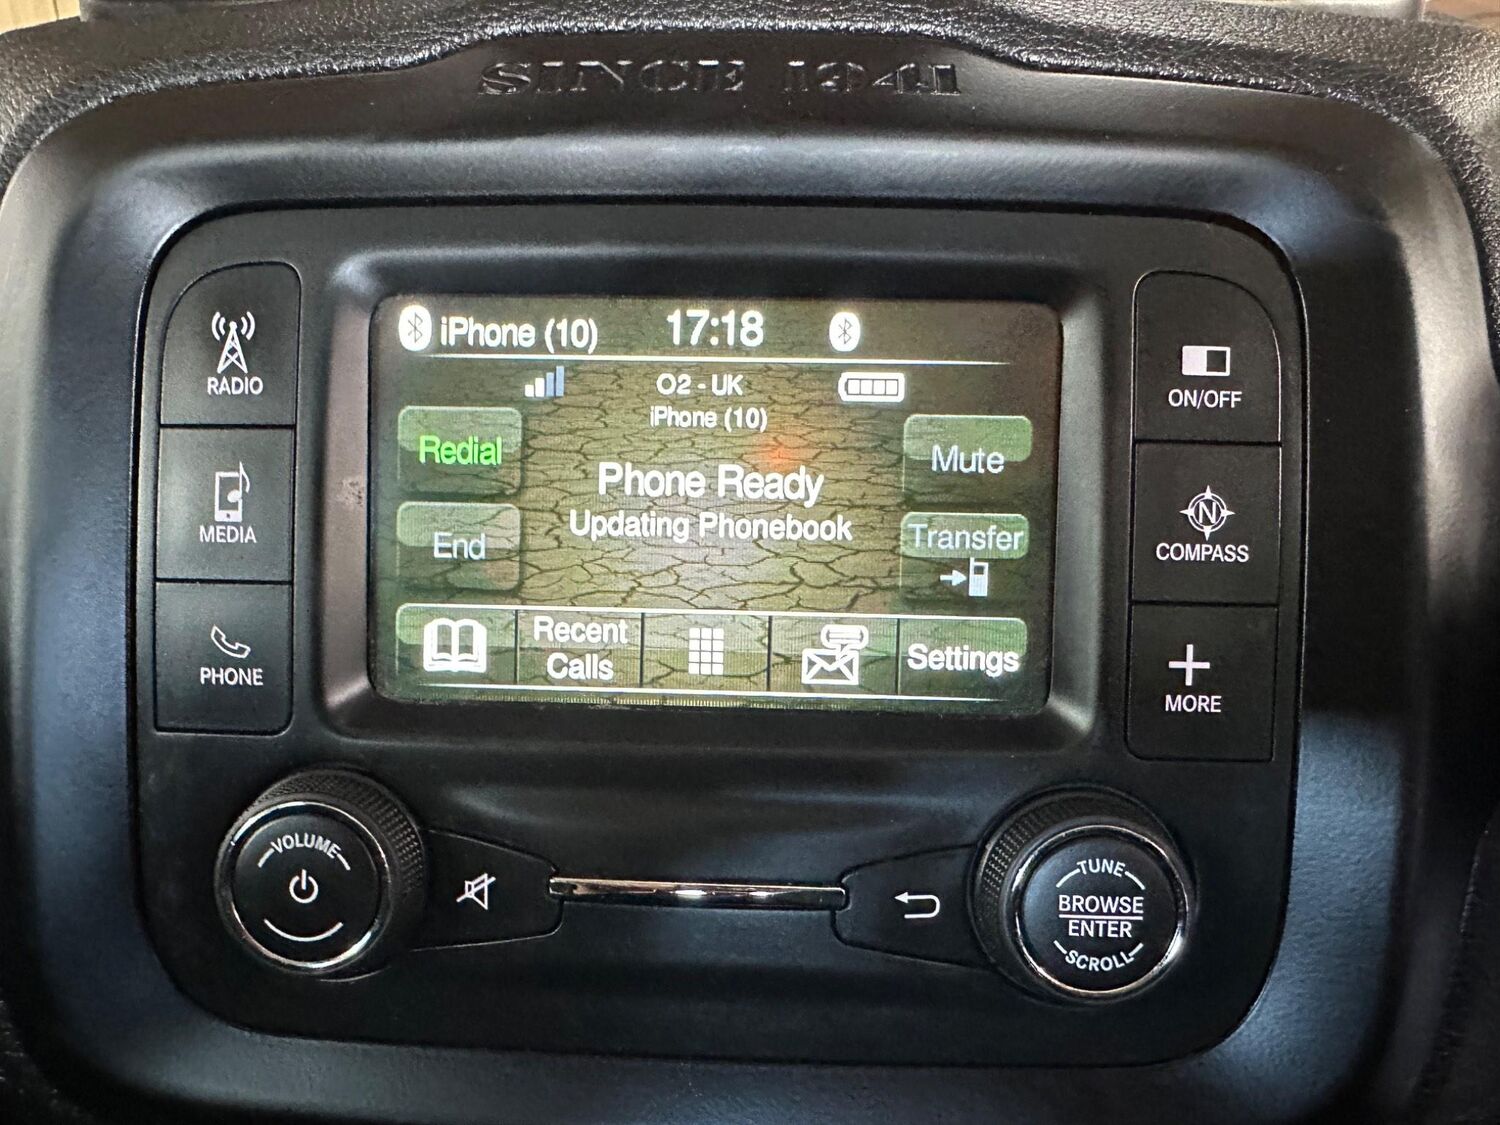 SINCE 1941
iPhone (10) 17:18
O2 - UK
iPhone (10)
Redial
Phone Ready
Mute
Updating Phonebook
End
Transfer
Recent
Calls
Settings
RADIO
MEDIA
PHONE
ON/OFF
N
COMPASS
MORE
VOLUME
TUNE
BROWSE
ENTER
SCROLL